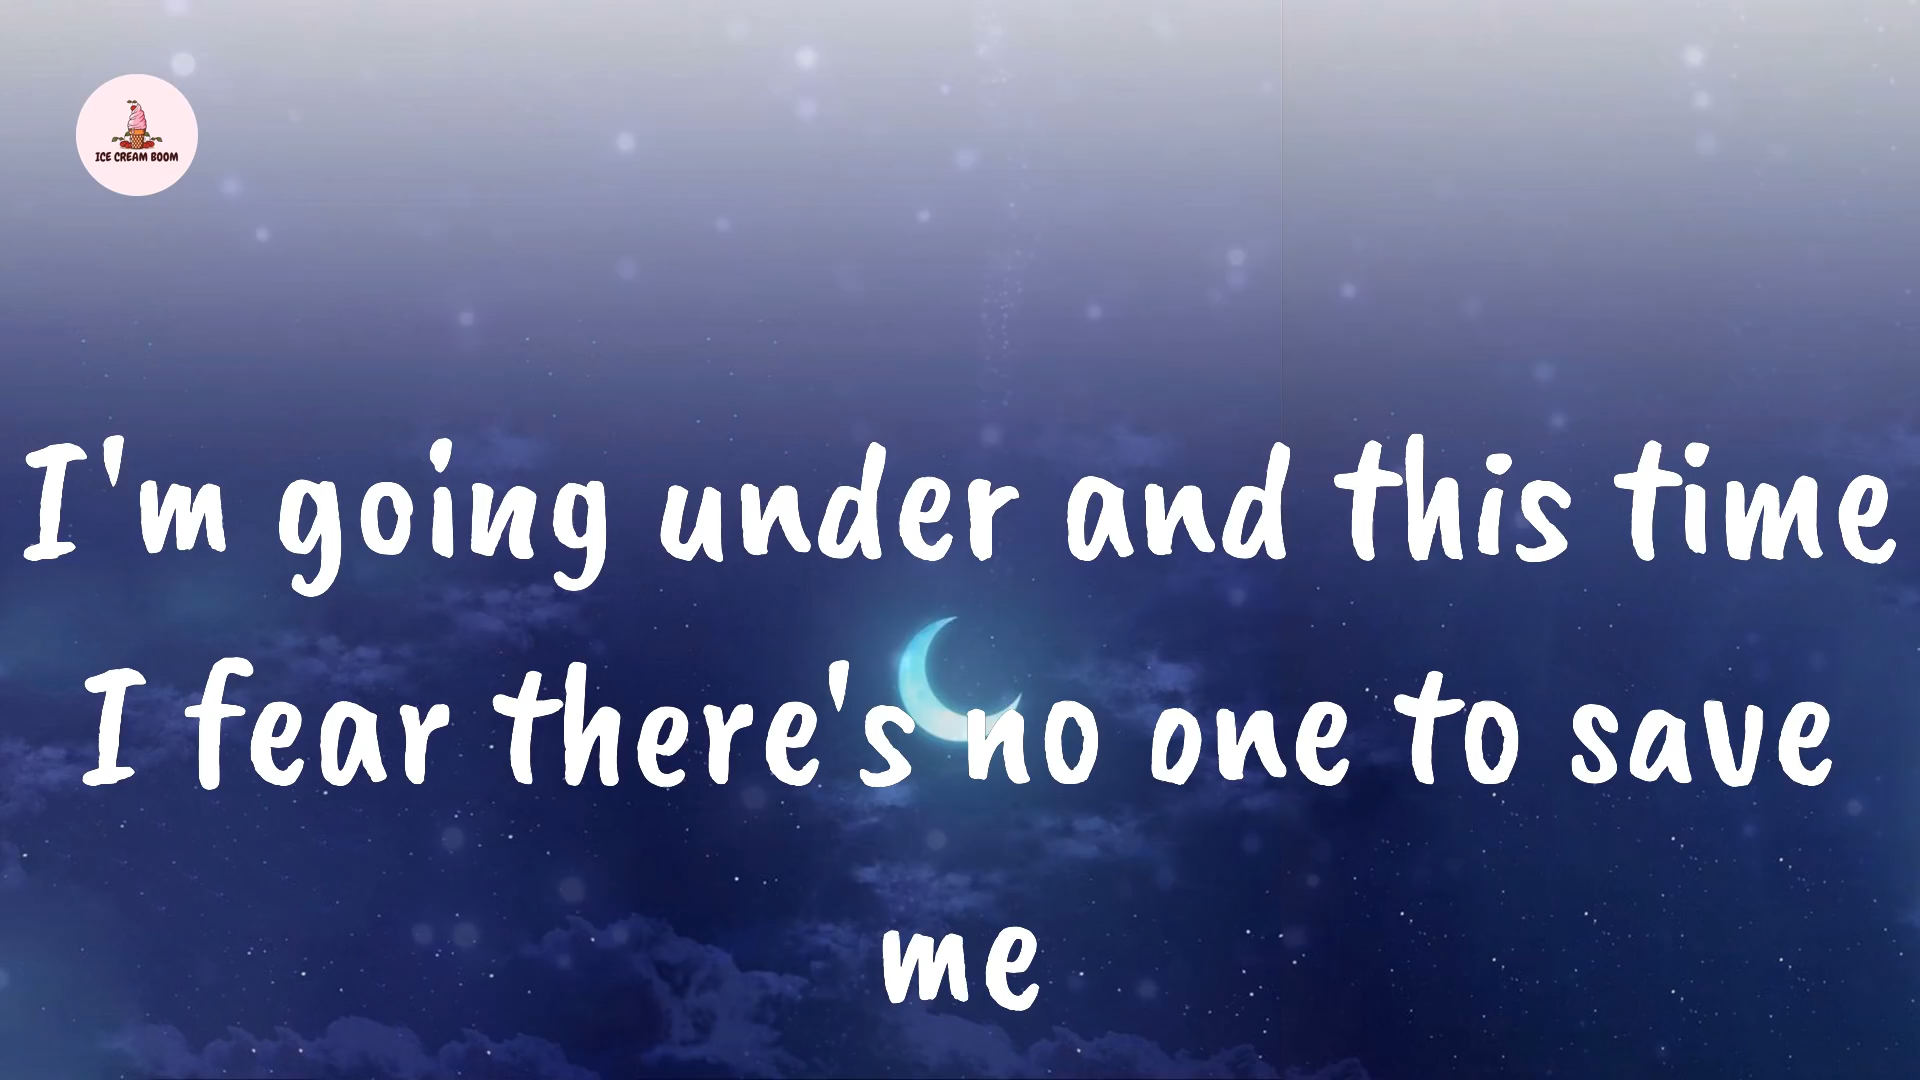 ICE CREAM BOOM
I'm going under and this time
I fear there's no one to save
me